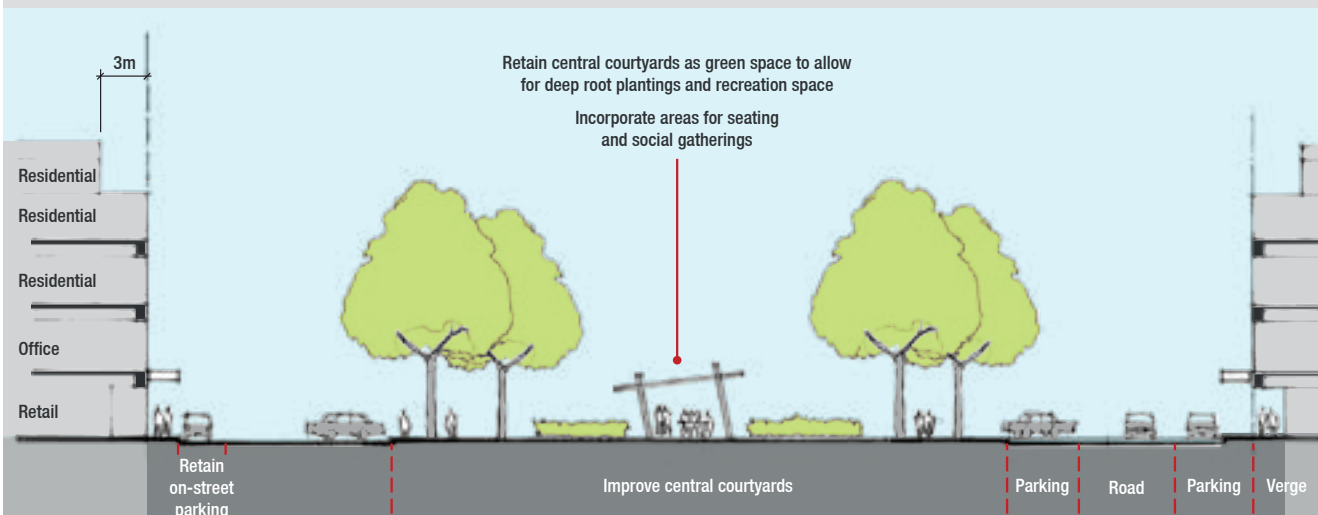 3m
Retain central courtyards as green space to allow
for deep root plantings and recreation space
Incorporate areas for seating
and social gatherings
Residential
Residential
Residential
Office
Retail
Retain
on-street
parking
Improve central courtyards
Parking
Road
Parking
Verge